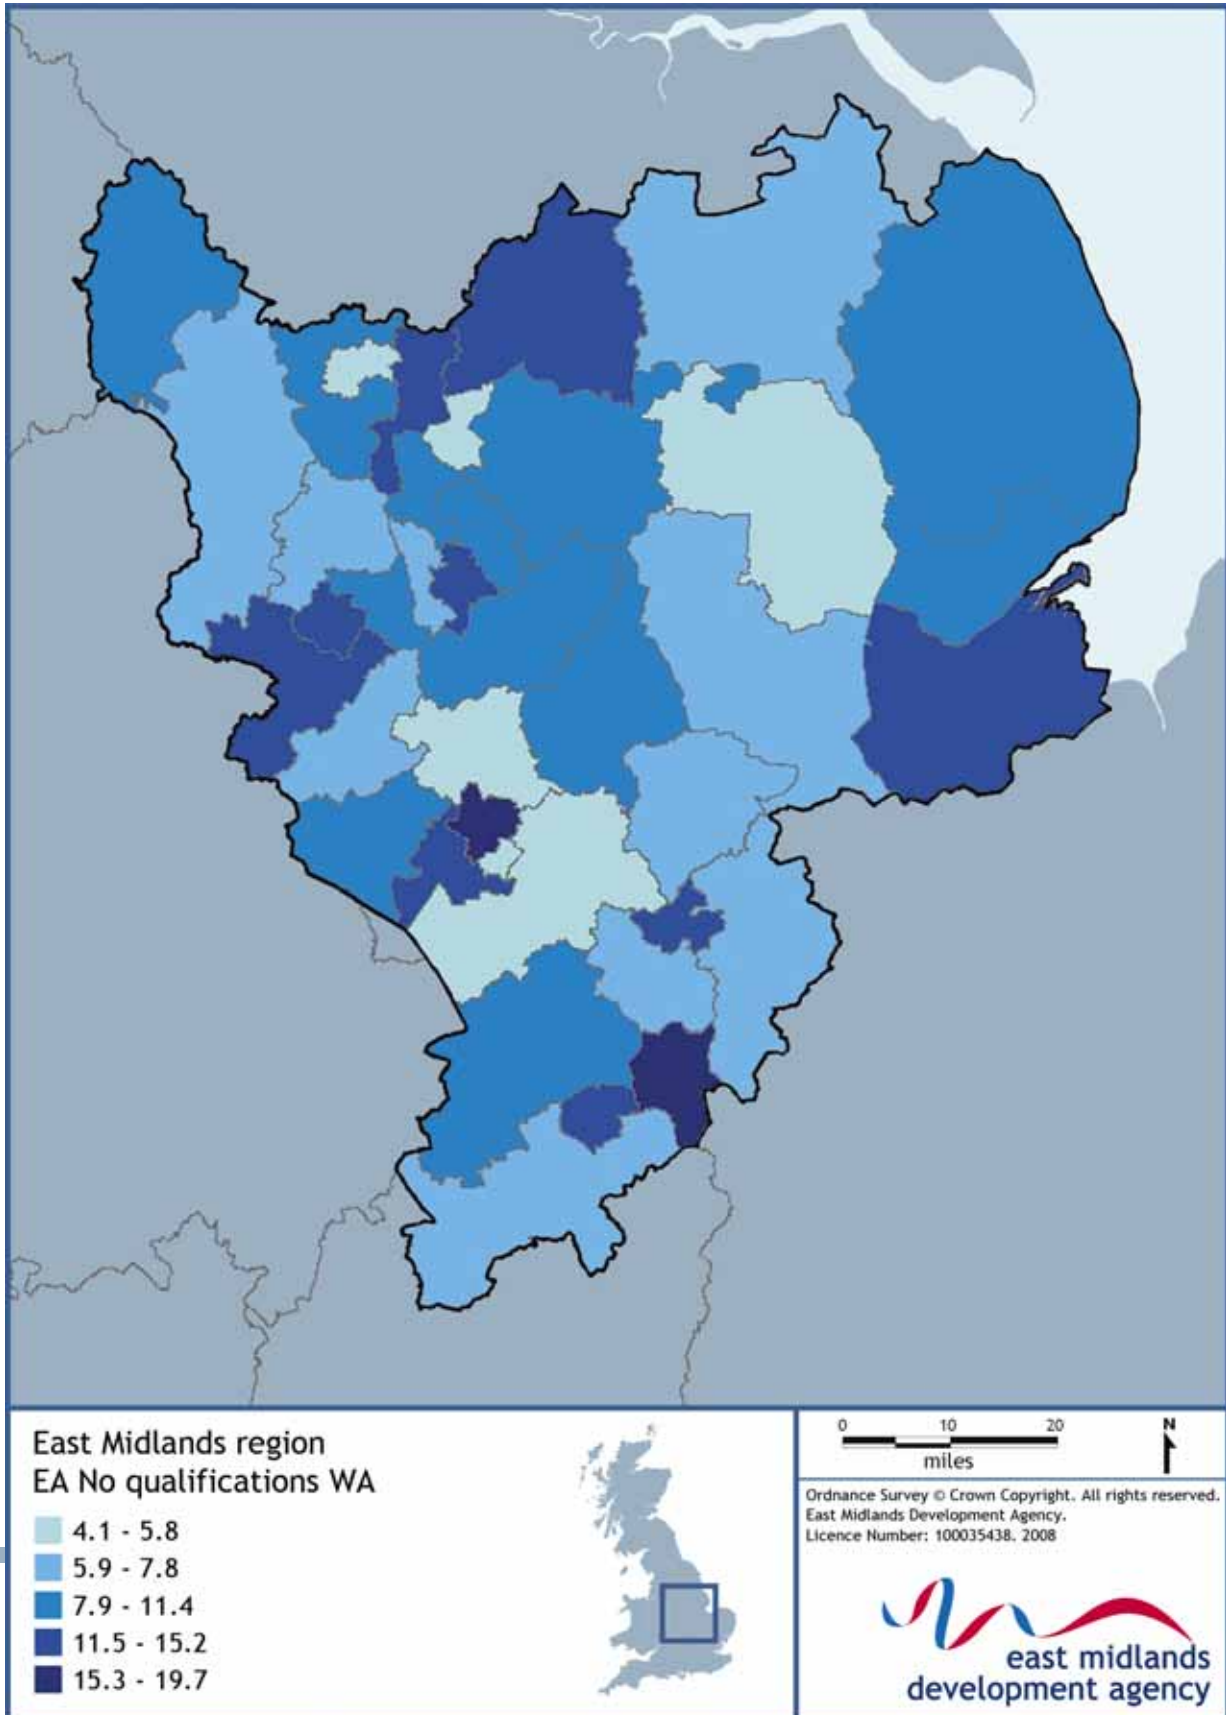 East Midlands region
EA No qualifications WA
4.1 - 5.8
5.9 - 7.8
7.9 - 11.4
11.5 - 15.2
15.3 - 19.7
0 10 20
miles
N
Ordnance Survey © Crown Copyright. All rights reserved.
East Midlands Development Agency.
Licence Number: 100035438. 2008
east midlands
development agency